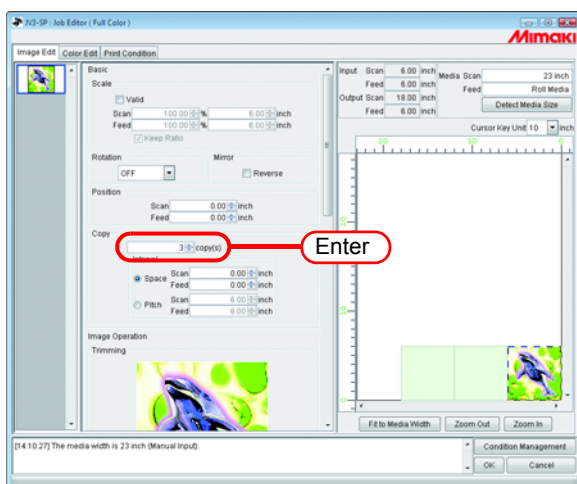 JV3-SP : Job Editor ( Full Color )
Mimaki
Image Edit Color Edit Print Condition
Basic
Scale
Valid
Scan 100.00 % 6.00 inch
Feed 100.00 % 6.00 inch
Keep Ratio
Rotation Mirror
OFF Reverse
Position
Scan 0.00 inch
Feed 0.00 inch
Copy
3 copy(s)
Enter
Interval
Space Scan 0.00 inch
Feed 0.00 inch
Pitch Scan 6.00 inch
Feed 6.00 inch
Image Operation
Trimming
Input Scan 6.00 inch Media Scan 23 inch
Feed 6.00 inch Feed Roll Media
Output Scan 18.00 inch
Feed 6.00 inch Detect Media Size
Cursor Key Unit 10 inch
20 10 0
20
10
0
Fit to Media Width Zoom Out Zoom In
[14:10:27] The media width is 23 inch (Manual Input).
Condition Management
OK Cancel